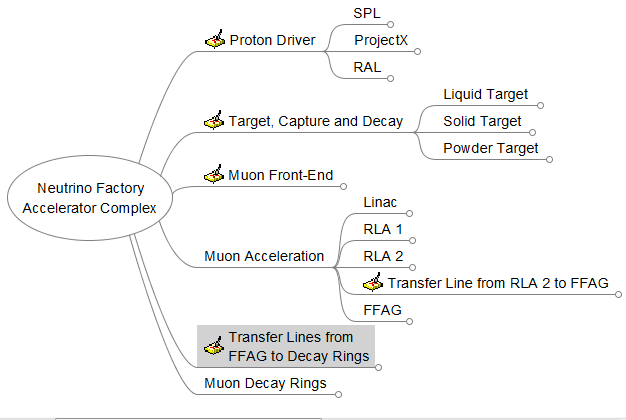 SPL
Proton Driver
ProjectX
RAL
Liquid Target
Target, Capture and Decay
Solid Target
Powder Target
Muon Front-End
Neutrino Factory
Accelerator Complex
Linac
RLA 1
Muon Acceleration
RLA 2
Transfer Line from RLA 2 to FFAG
FFAG
Transfer Lines from
FFAG to Decay Rings
Muon Decay Rings